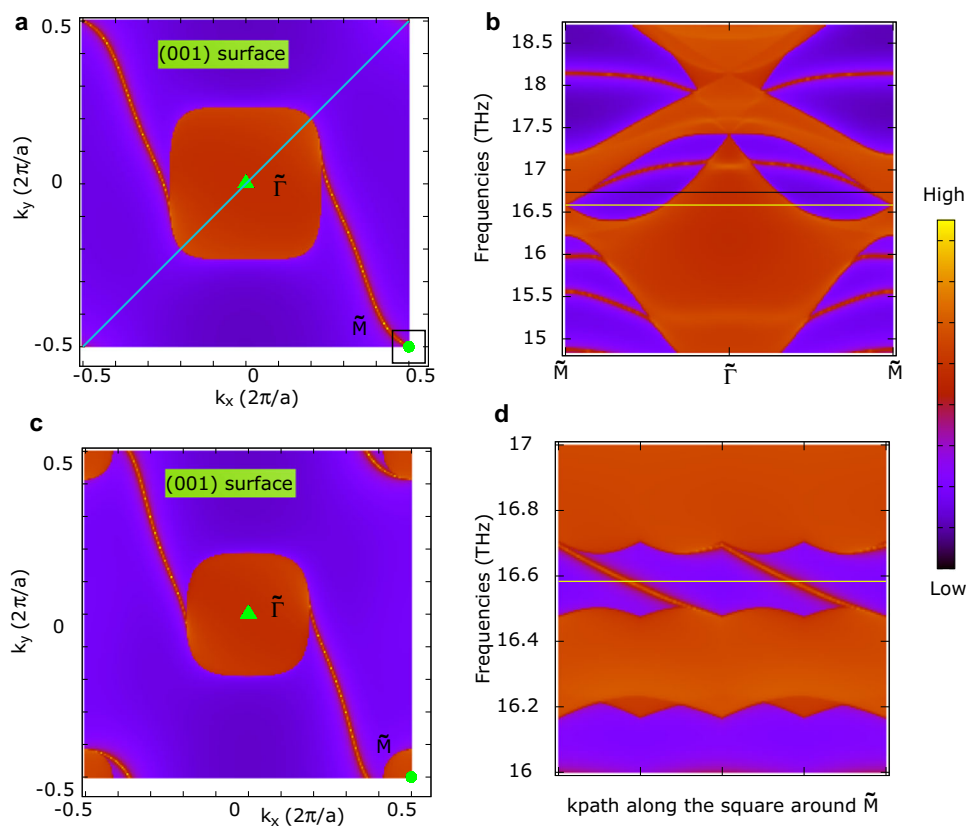 a
(001) surface
0.5
0
-0.5
k_y (2π/a)
Γ̃
M̃
-0.5 0 0.5
k_x (2π/a)
b
Frequencies (THz)
18.5
18
17.5
17
16.5
16
15.5
15
M̃ Γ̃ M̃
High
Low
c
(001) surface
0.5
0
-0.5
k_y (2π/a)
Γ̃
M̃
-0.5 0 0.5
k_x (2π/a)
d
Frequencies (THz)
17
16.8
16.6
16.4
16.2
16
kpath along the square around M̃